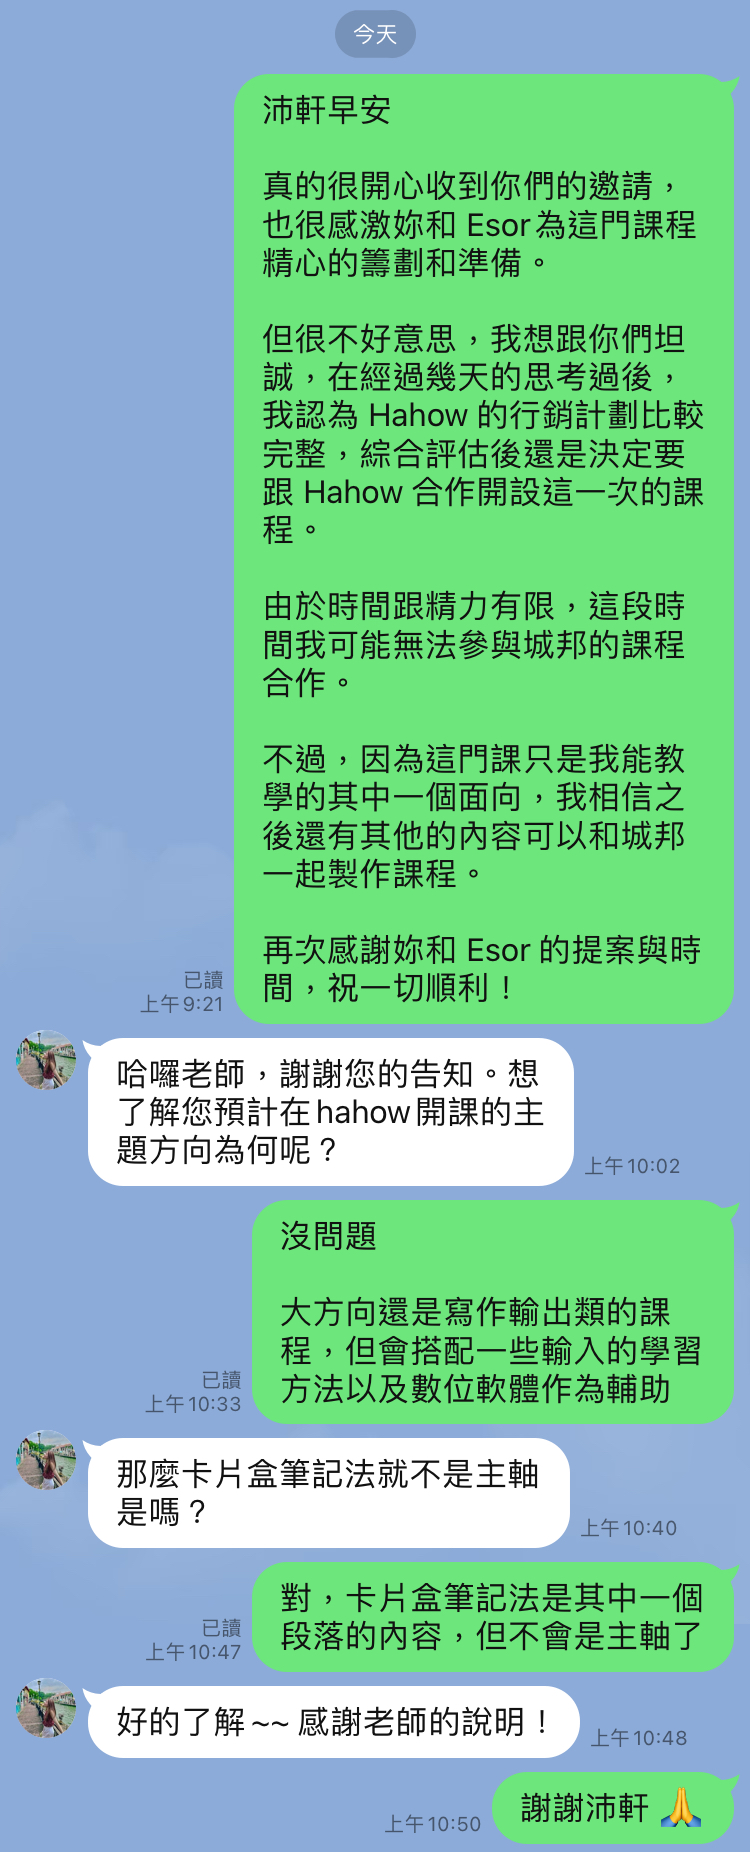 今天
沛軒早安
真的很開心收到你們的邀請，
也很感激妳和 Esor為這門課程
精心的籌劃和準備。
但很不好意思，我想跟你們坦
誠，在經過幾天的思考過後，
我認為 Hahow 的行銷計劃比較
完整，綜合評估後還是決定要
跟 Hahow 合作開設這一次的課
程。
由於時間跟精力有限，這段時
間我可能無法參與城邦的課程
合作。
不過，因為這門課只是我能教
學的其中一個面向，我相信之
後還有其他的內容可以和城邦
一起製作課程。
再次感謝妳和 Esor 的提案與時
間，祝一切順利！
已讀
上午9:21
哈囉老師，謝謝您的告知。想
了解您預計在hahow開課的主
題方向為何呢？
上午10:02
沒問題
大方向還是寫作輸出類的課
程，但會搭配一些輸入的學習
方法以及數位軟體作為輔助
已讀
上午10:33
那麼卡片盒筆記法就不是主軸
是嗎？
上午10:40
對，卡片盒筆記法是其中一個
段落的內容，但不會是主軸了
已讀
上午10:47
好的了解~~ 感謝老師的說明！
上午10:48
謝謝沛軒 🙏
上午10:50